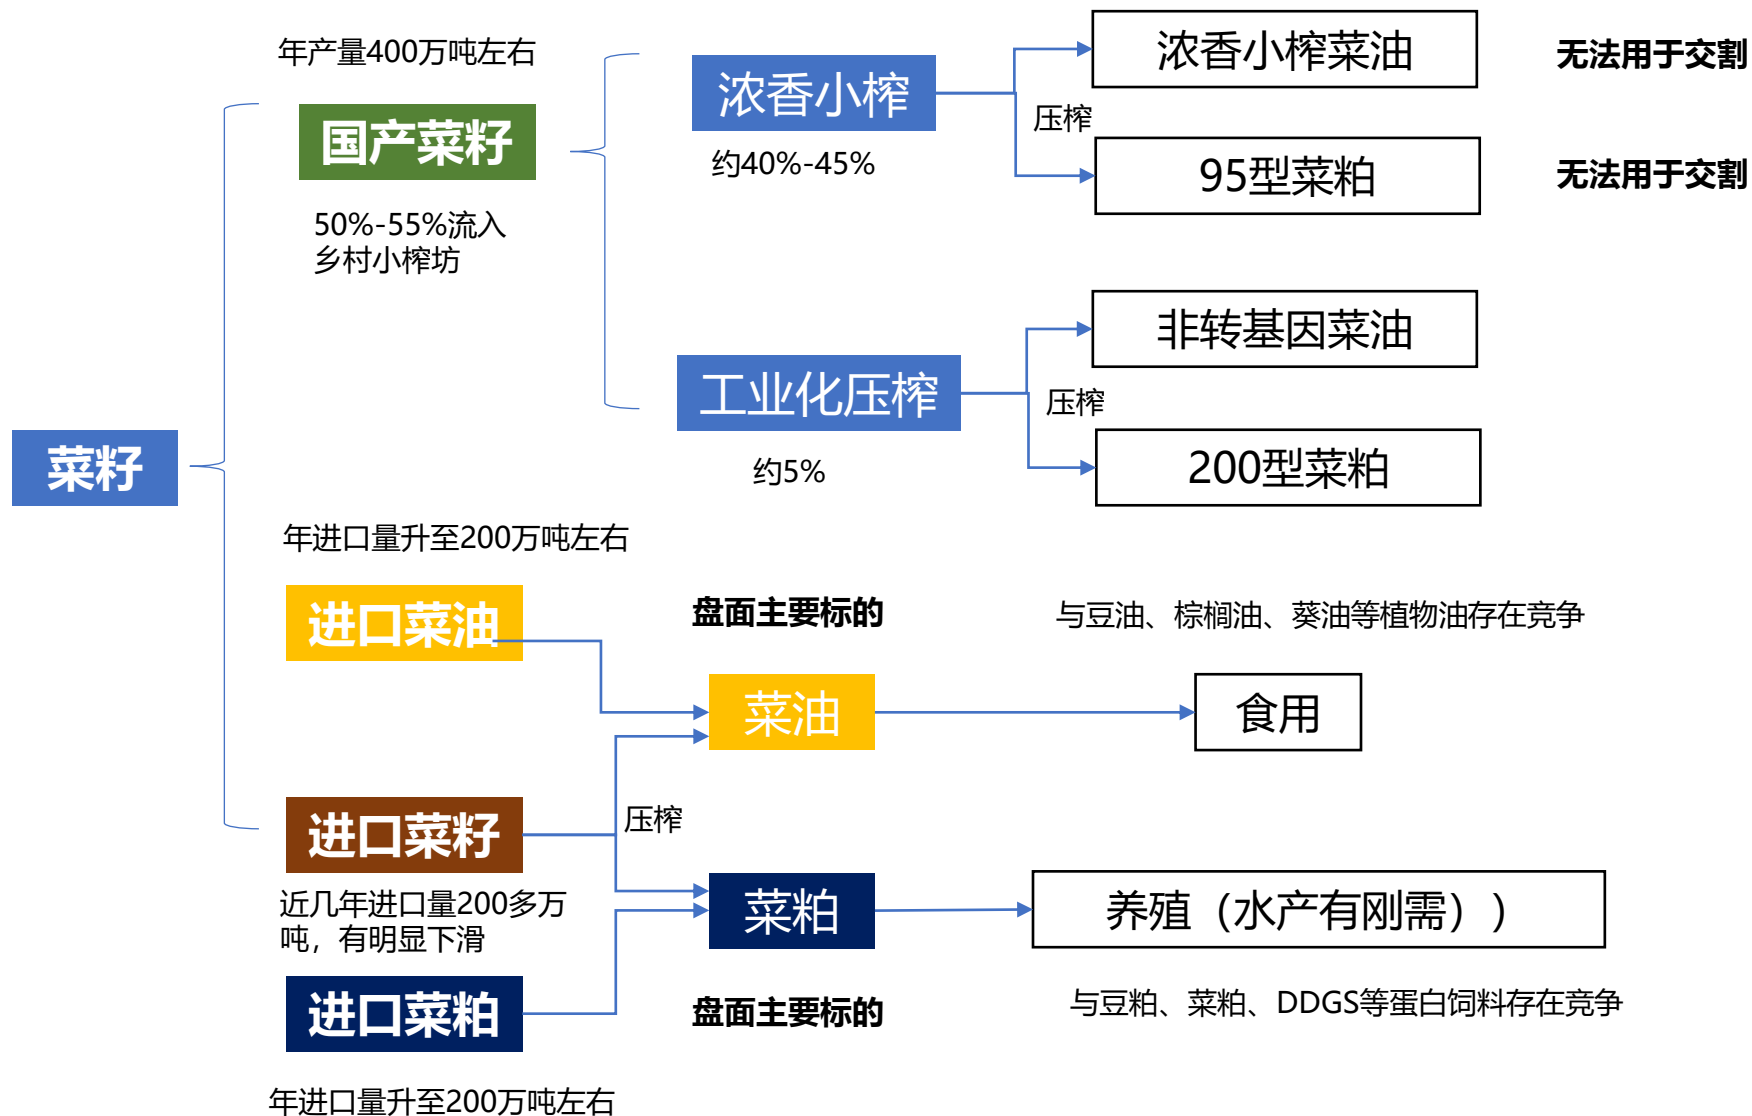 年产量400万吨左右
国产菜籽
50%-55%流入
乡村小榨坊
浓香小榨
约40%-45%
压榨
浓香小榨菜油
无法用于交割
95型菜粕
无法用于交割
工业化压榨
约5%
压榨
非转基因菜油
200型菜粕
菜籽
年进口量升至200万吨左右
进口菜油
盘面主要标的
与豆油、棕榈油、葵油等植物油存在竞争
菜油
食用
进口菜籽
压榨
近几年进口量200多万
吨，有明显下滑
菜粕
养殖（水产有刚需））
进口菜粕
盘面主要标的
与豆粕、菜粕、DDGS等蛋白饲料存在竞争
年进口量升至200万吨左右